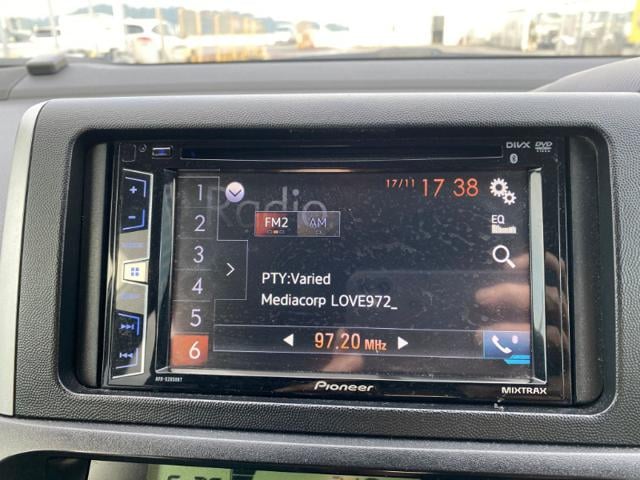 DIVX DVD
VIDEO
+
1
17/11 17 38
Radio
2
FM2
AM
EQ
3
PTY:Varied
4
Mediacorp LOVE972_
5
97.20 MHz
6
Pioneer
MIXTRAX